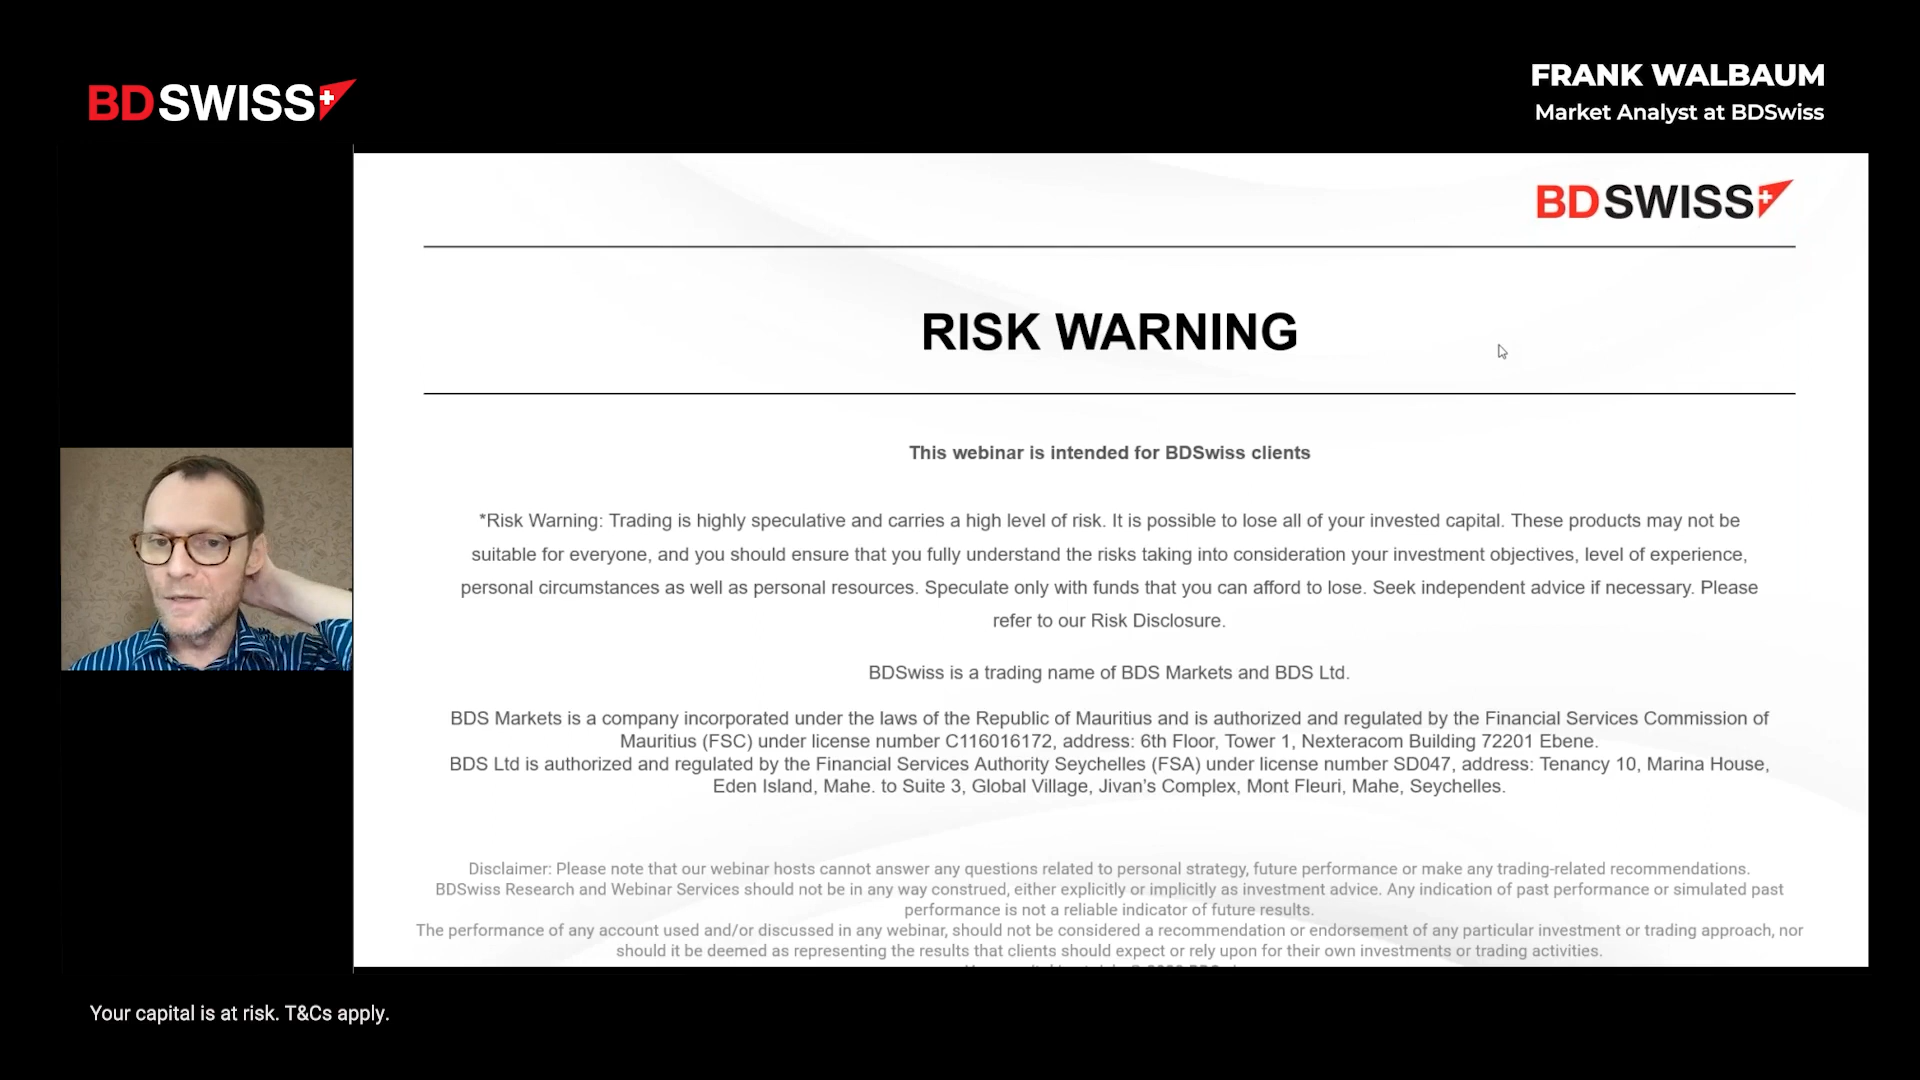 BDSWISS
FRANK WALBAUM
Market Analyst at BDSwiss
BDSWISS
RISK WARNING
This webinar is intended for BDSwiss clients
*Risk Warning: Trading is highly speculative and carries a high level of risk. It is possible to lose all of your invested capital. These products may not be
suitable for everyone, and you should ensure that you fully understand the risks taking into consideration your investment objectives, level of experience,
personal circumstances as well as personal resources. Speculate only with funds that you can afford to lose. Seek independent advice if necessary. Please
refer to our Risk Disclosure.
BDSwiss is a trading name of BDS Markets and BDS Ltd.
BDS Markets is a company incorporated under the laws of the Republic of Mauritius and is authorized and regulated by the Financial Services Commission of
Mauritius (FSC) under license number C116016172, address: 6th Floor, Tower 1, Nexteracom Building 72201 Ebene.
BDS Ltd is authorized and regulated by the Financial Services Authority Seychelles (FSA) under license number SD047, address: Tenancy 10, Marina House,
Eden Island, Mahe. to Suite 3, Global Village, Jivan's Complex, Mont Fleuri, Mahe, Seychelles.
Disclaimer: Please note that our webinar hosts cannot answer any questions related to personal strategy, future performance or make any trading-related recommendations.
BDSwiss Research and Webinar Services should not be in any way construed, either explicitly or implicitly as investment advice. Any indication of past performance or simulated past
performance is not a reliable indicator of future results.
The performance of any account used and/or discussed in any webinar, should not be considered a recommendation or endorsement of any particular investment or trading approach, nor
should it be deemed as representing the results that clients should expect or rely upon for their own investments or trading activities.
Your capital is at risk. T&Cs apply.